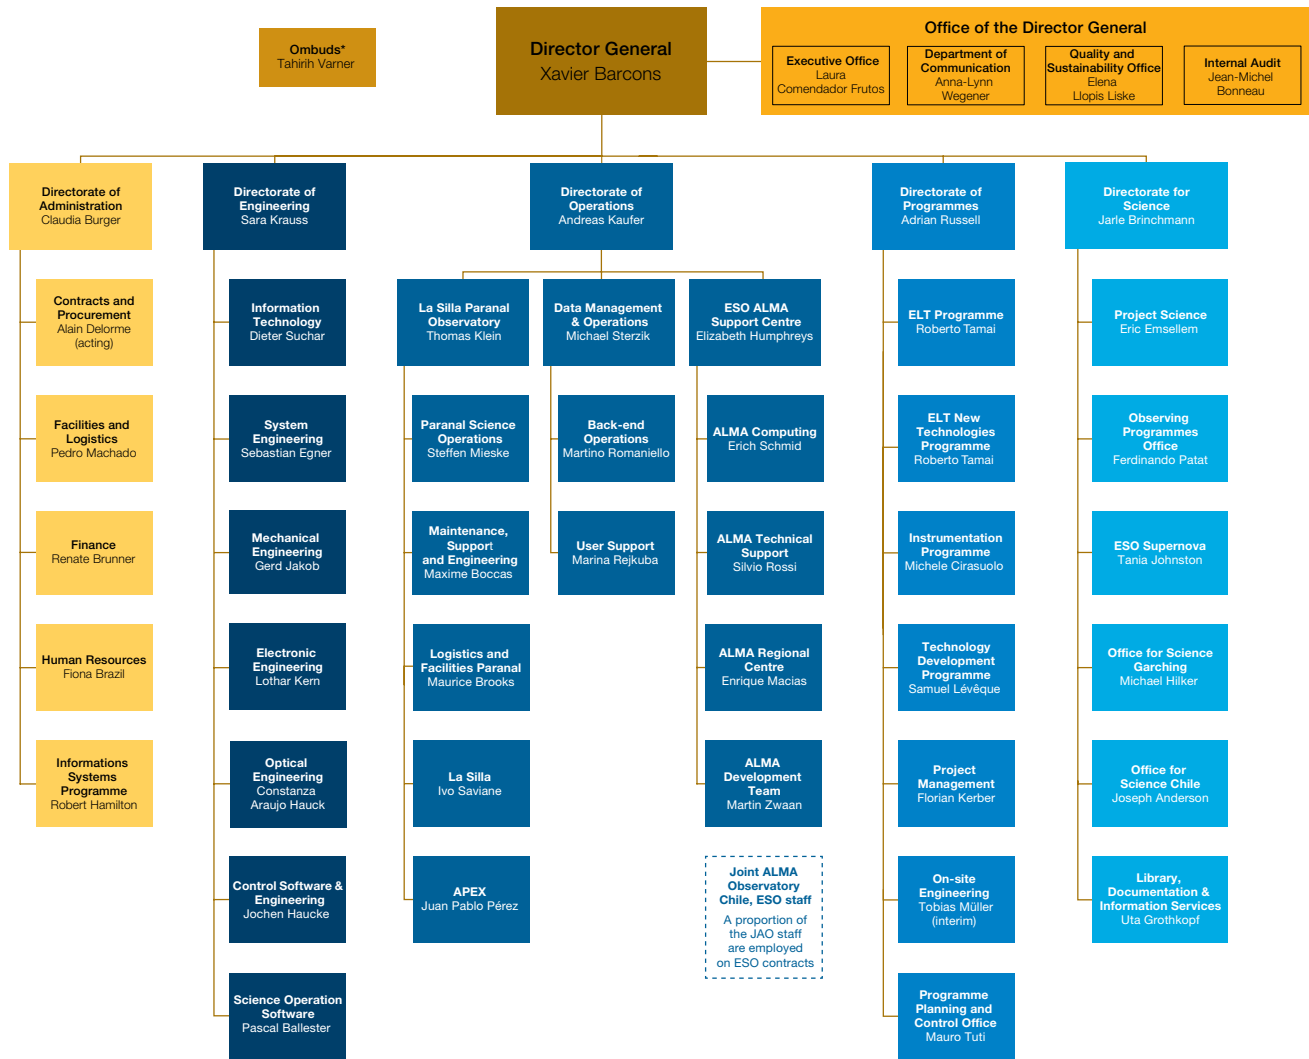 Ombuds*
Tahirih Varner
Director General
Xavier Barcons
Office of the Director General
Executive Office
Laura
Comendador Frutos
Department of
Communication
Anna-Lynn
Wegener
Quality and
Sustainability Office
Elena
Llopis Liske
Internal Audit
Jean-Michel
Bonneau
Directorate of
Administration
Claudia Burger
Contracts and
Procurement
Alain Delorme
(acting)
Facilities and
Logistics
Pedro Machado
Finance
Renate Brunner
Human Resources
Fiona Brazil
Informations
Systems
Programme
Robert Hamilton
Directorate of
Engineering
Sara Krauss
Information
Technology
Dieter Suchar
System
Engineering
Sebastian Egner
Mechanical
Engineering
Gerd Jakob
Electronic
Engineering
Lothar Kern
Optical
Engineering
Constanza
Araujo Hauck
Control Software &
Engineering
Jochen Haucke
Science Operation
Software
Pascal Ballester
Directorate of
Operations
Andreas Kaufer
La Silla Paranal
Observatory
Thomas Klein
Paranal Science
Operations
Steffen Mieske
Maintenance,
Support
and Engineering
Maxime Boccas
Logistics and
Facilities Paranal
Maurice Brooks
La Silla
Ivo Saviane
APEX
Juan Pablo Pérez
Data Management
& Operations
Michael Sterzik
Back-end
Operations
Martino Romaniello
User Support
Marina Rejkuba
ESO ALMA
Support Centre
Elizabeth Humphreys
ALMA Computing
Erich Schmid
ALMA Technical
Support
Silvio Rossi
ALMA Regional
Centre
Enrique Macias
ALMA
Development
Team
Martin Zwaan
Joint ALMA
Observatory
Chile, ESO staff
A proportion of
the JAO staff
are employed
on ESO contracts
Directorate of
Programmes
Adrian Russell
ELT Programme
Roberto Tamai
ELT New
Technologies
Programme
Roberto Tamai
Instrumentation
Programme
Michele Cirasuolo
Technology
Development
Programme
Samuel Lévêque
Project
Management
Florian Kerber
On-site
Engineering
Tobias Müller
(interim)
Programme
Planning and
Control Office
Mauro Tuti
Directorate for
Science
Jarle Brinchmann
Project Science
Eric Emsellem
Observing
Programmes
Office
Ferdinando Patat
ESO Supernova
Tania Johnston
Office for Science
Garching
Michael Hilker
Office for
Science Chile
Joseph Anderson
Library,
Documentation &
Information Services
Uta Grothkopf